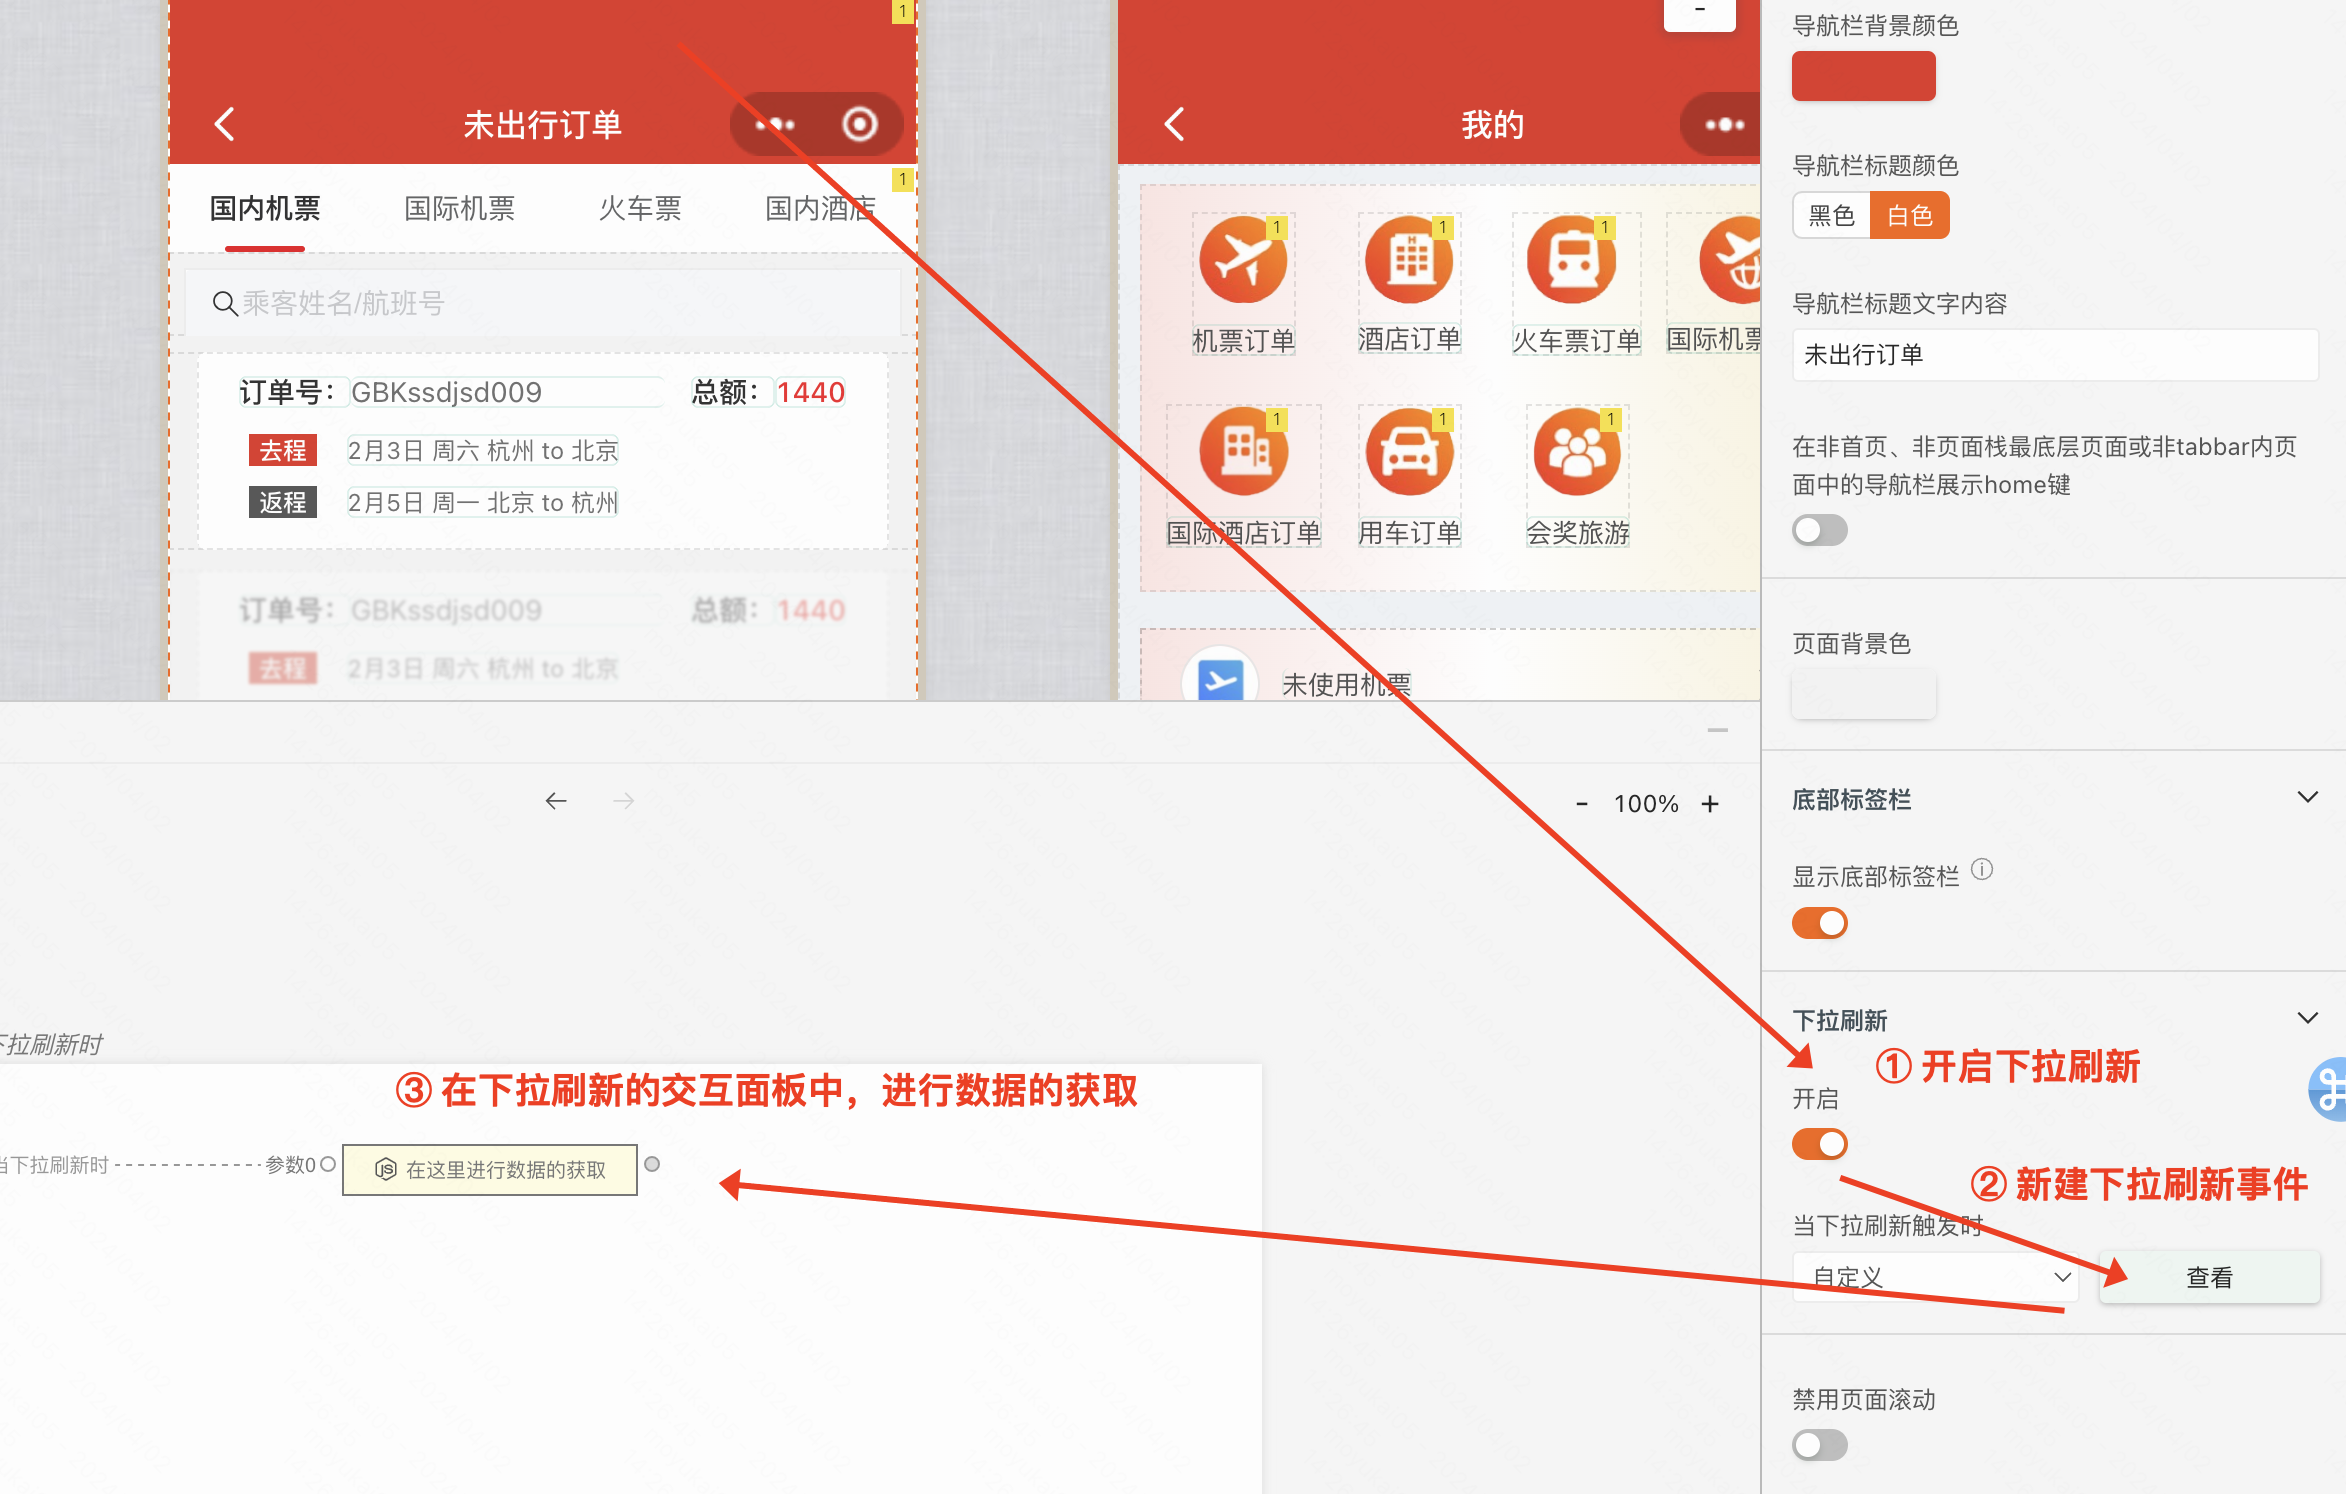 1
未出行订单
1
国内机票 国际机票 火车票 国内酒店
乘客姓名/航班号
订单号： GBKssdjsd009 总额： 1440
去程 2月3日 周六 杭州 to 北京
返程 2月5日 周一 北京 to 杭州
订单号： GBKssdjsd009 总额： 1440
去程 2月3日 周六 杭州 to 北京
-
我的
1 1 1
机票订单 酒店订单 火车票订单 国际机票
1 1 1
国际酒店订单 用车订单 会奖旅游
未使用机票
- 100% +
下拉刷新时
③ 在下拉刷新的交互面板中，进行数据的获取
当下拉刷新时 参数0 JS 在这里进行数据的获取
导航栏背景颜色
导航栏标题颜色
黑色 白色
导航栏标题文字内容
未出行订单
在非首页、非页面栈最底层页面或非tabbar内页
面中的导航栏展示home键
页面背景色
底部标签栏
显示底部标签栏
下拉刷新
① 开启下拉刷新
开启
② 新建下拉刷新事件
当下拉刷新触发时
自定义 查看
禁用页面滚动